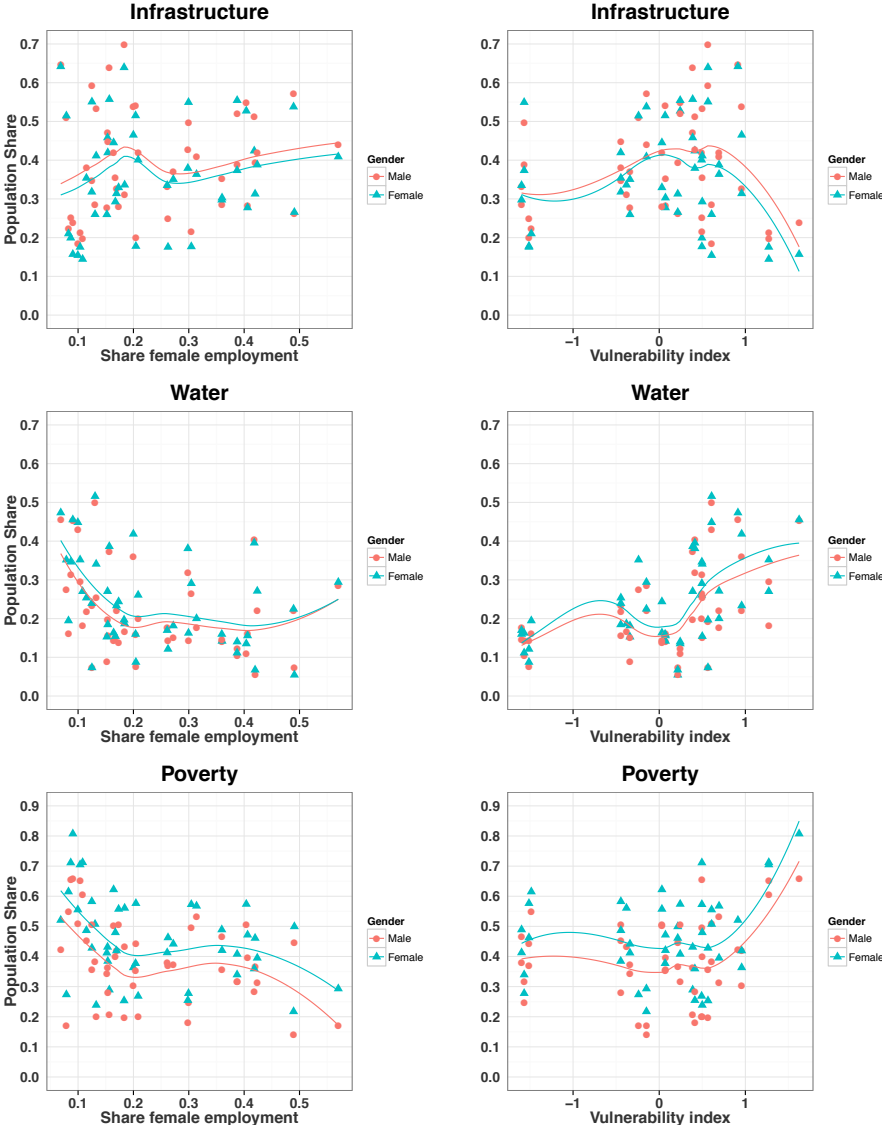 Infrastructure
Population Share
0.7
0.6
0.5
0.4
0.3
0.2
0.1
0.0
0.1 0.2 0.3 0.4 0.5
Share female employment
Gender
Male
Female
Infrastructure
0.7
0.6
0.5
0.4
0.3
0.2
0.1
0.0
−1 0 1
Vulnerability index
Gender
Male
Female
Water
Population Share
0.7
0.6
0.5
0.4
0.3
0.2
0.1
0.0
0.1 0.2 0.3 0.4 0.5
Share female employment
Gender
Male
Female
Water
0.7
0.6
0.5
0.4
0.3
0.2
0.1
0.0
−1 0 1
Vulnerability index
Gender
Male
Female
Poverty
Population Share
0.9
0.8
0.7
0.6
0.5
0.4
0.3
0.2
0.1
0.0
0.1 0.2 0.3 0.4 0.5
Share female employment
Gender
Male
Female
Poverty
0.9
0.8
0.7
0.6
0.5
0.4
0.3
0.2
0.1
0.0
−1 0 1
Vulnerability index
Gender
Male
Female